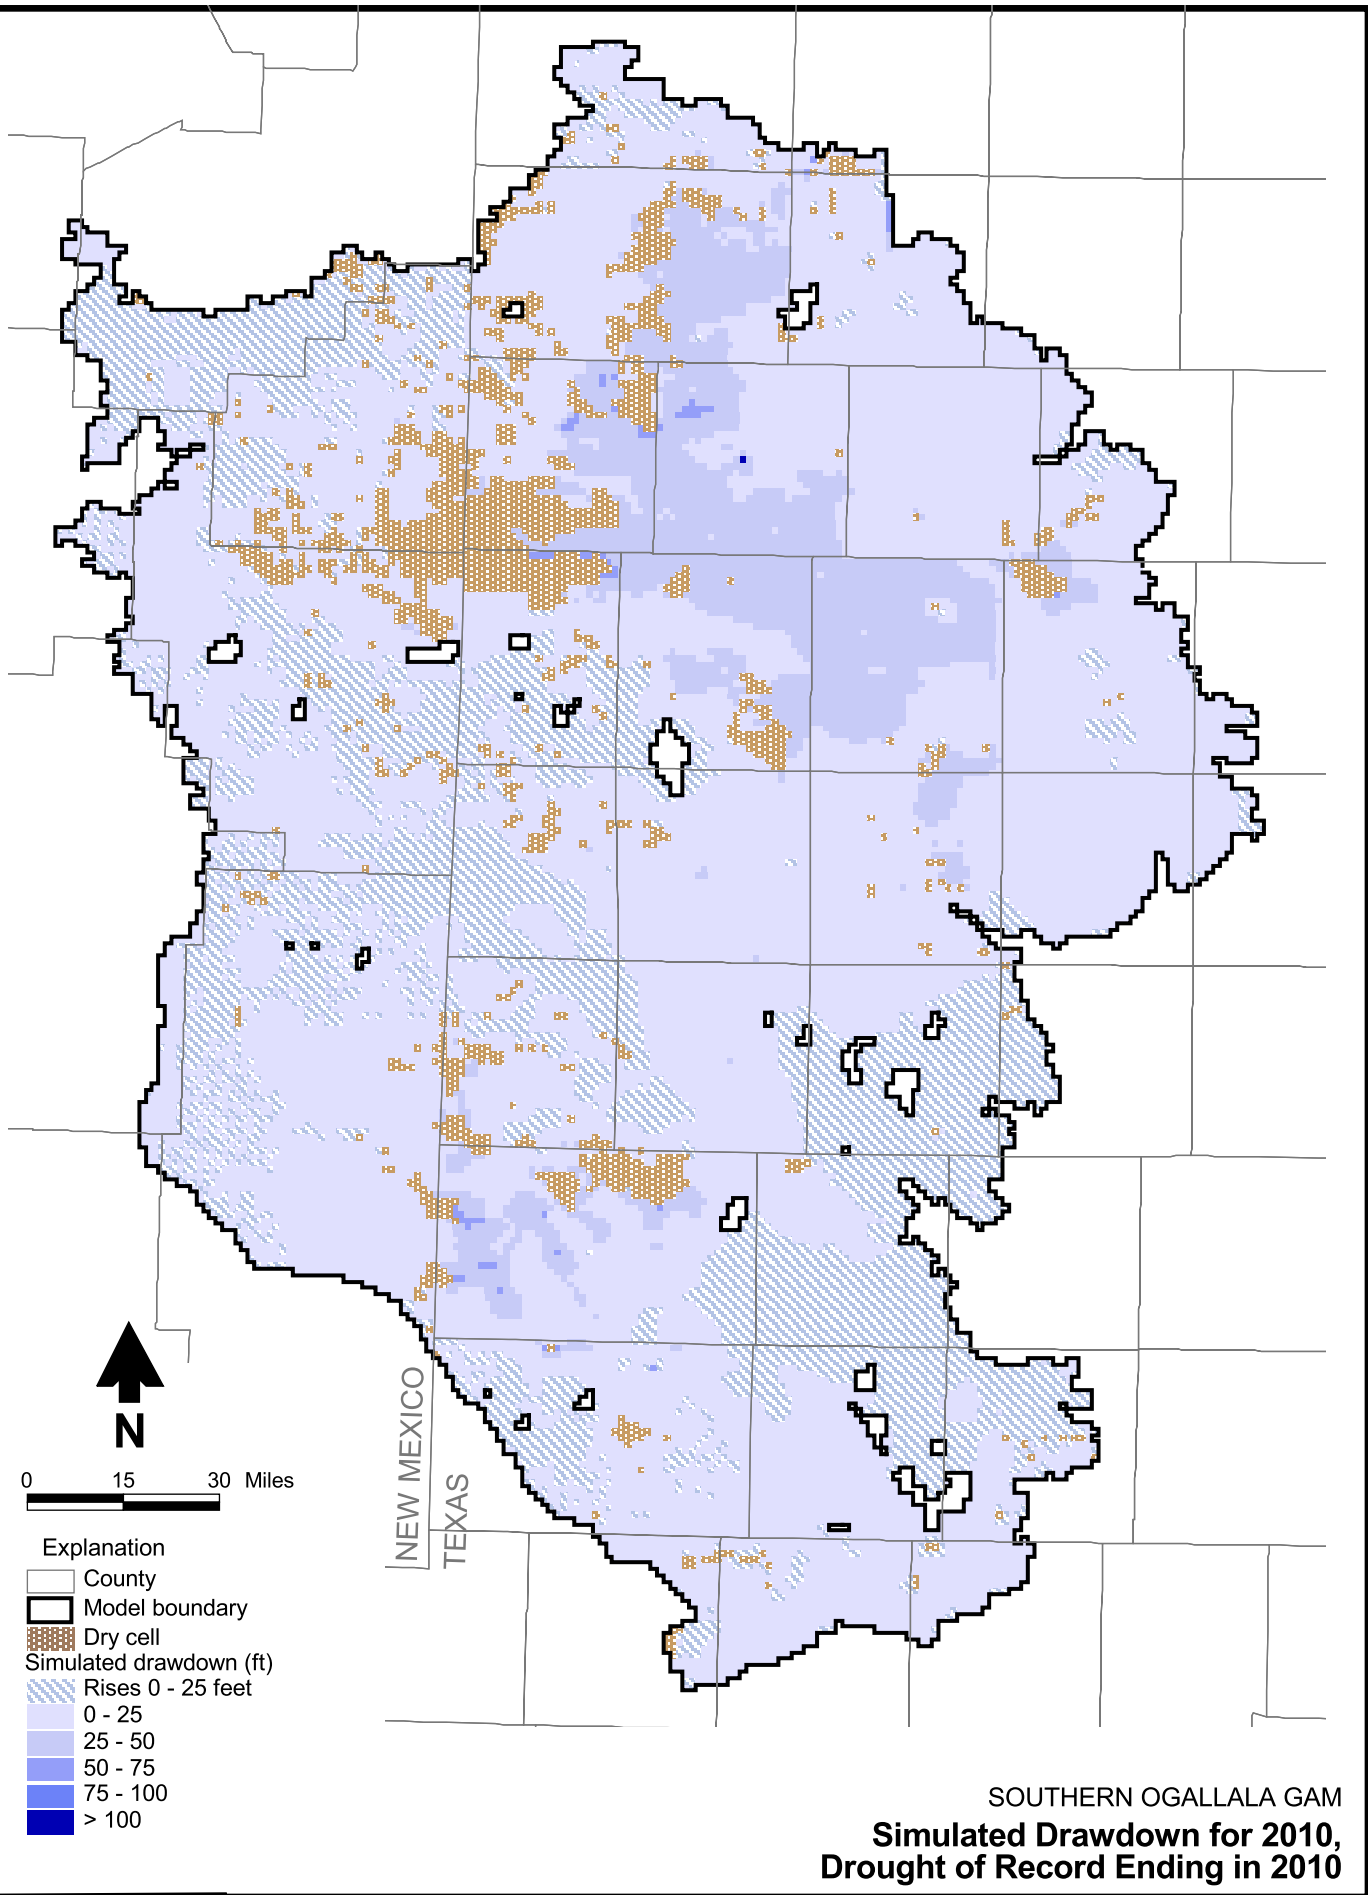 NEW MEXICO
TEXAS
N
0 15 30 Miles
Explanation
County
Model boundary
Dry cell
Simulated drawdown (ft)
Rises 0 - 25 feet
0 - 25
25 - 50
50 - 75
75 - 100
> 100
SOUTHERN OGALLALA GAM
Simulated Drawdown for 2010,
Drought of Record Ending in 2010